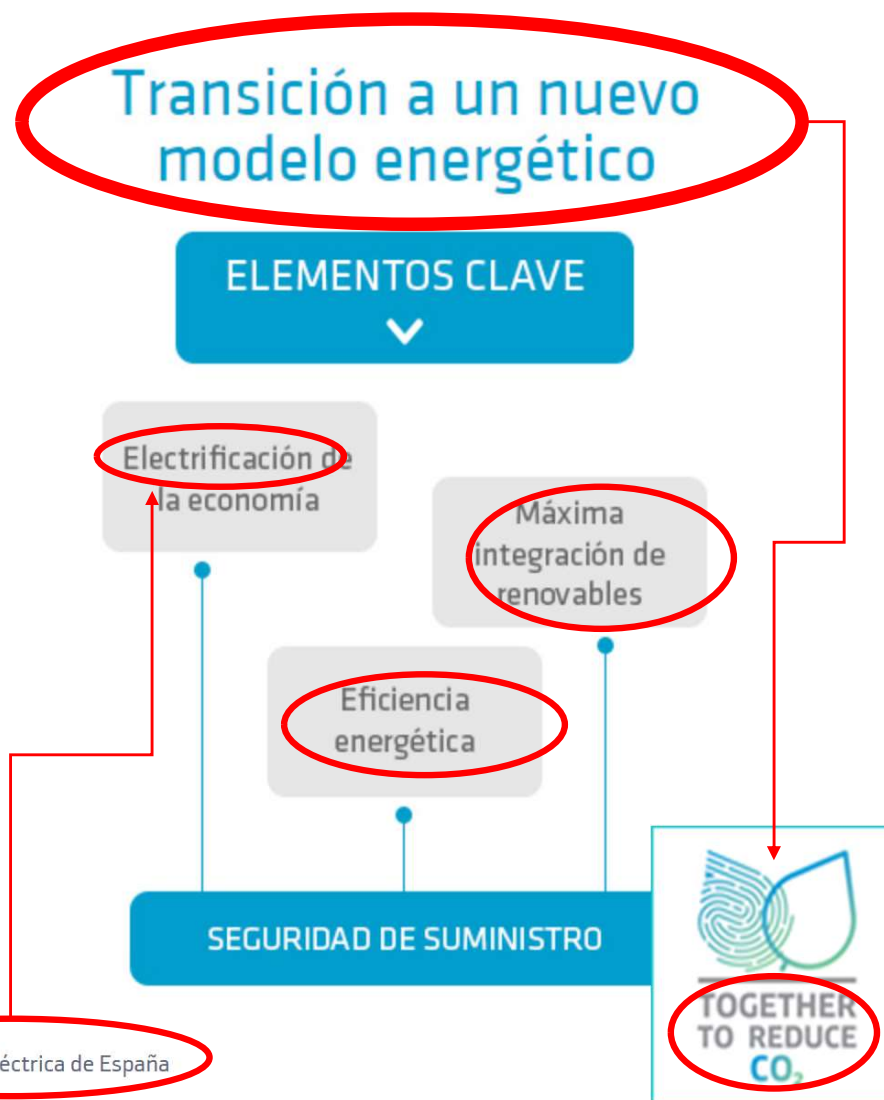 Transición a un nuevo
modelo energético
ELEMENTOS CLAVE
Electrificación de
la economía
Máxima
integración de
renovables
Eficiencia
energética
SEGURIDAD DE SUMINISTRO
TOGETHER
TO REDUCE
CO₂
éctrica de España